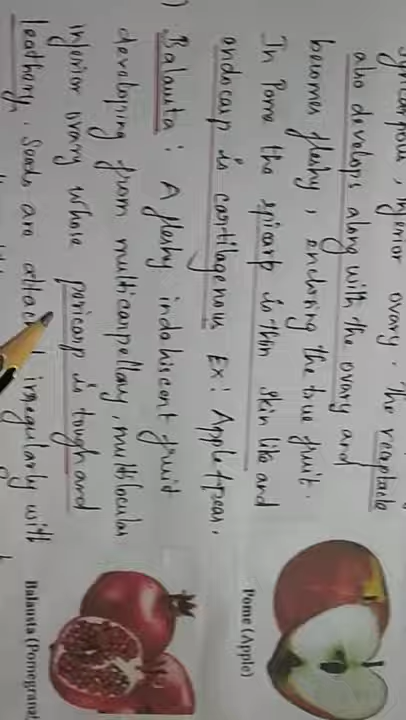 syncarpous, inferior ovary. The receptacle
also develops along with the ovary and
becomes fleshy, enclosing the true fruit.
In Pome the epicarp is thin skin like and
endocarp is cartilagenous Ex: Apple & pear.
) Balausta: A fleshy indehiscent fruit
developing from multicarpellary, multilocular
inferior ovary whose pericarp is tough and
leathery. Seeds are irregularly with
Pome (Apple)
Balausta (Pomegranat